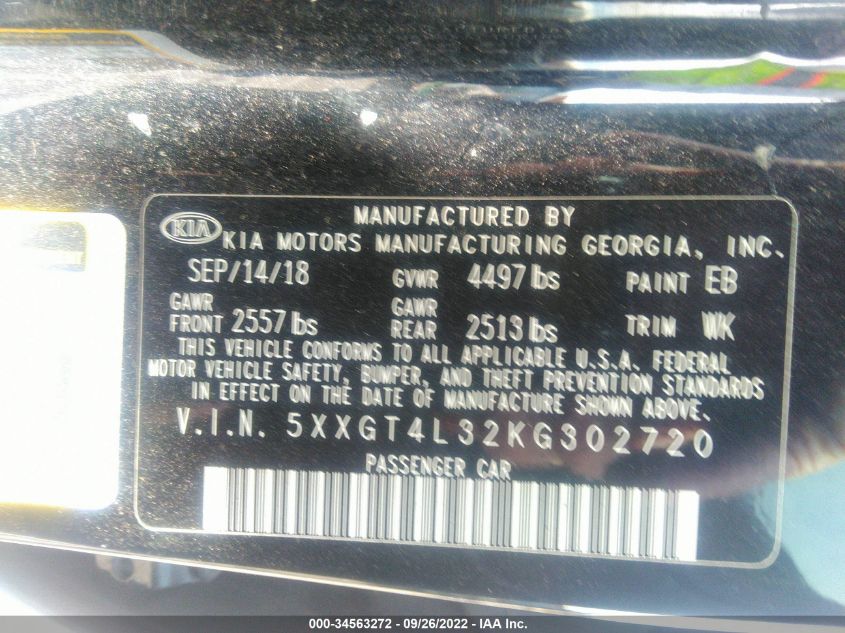 MANUFACTURED BY
KIA KIA MOTORS MANUFACTURING GEORGIA, INC.
SEP/14/18 GVWR 4497 lbs PAINT EB
GAWR FRONT 2557 lbs GAWR REAR 2513 lbs TRIM WK
THIS VEHICLE CONFORMS TO ALL APPLICABLE U.S.A. FEDERAL
MOTOR VEHICLE SAFETY, BUMPER, AND THEFT PREVENTION STANDARDS
IN EFFECT ON THE DATE OF MANUFACTURE SHOWN ABOVE.
V.I.N. 5XXGT4L32KG302720
PASSENGER CAR
000-34563272 - 09/26/2022 - IAA Inc.